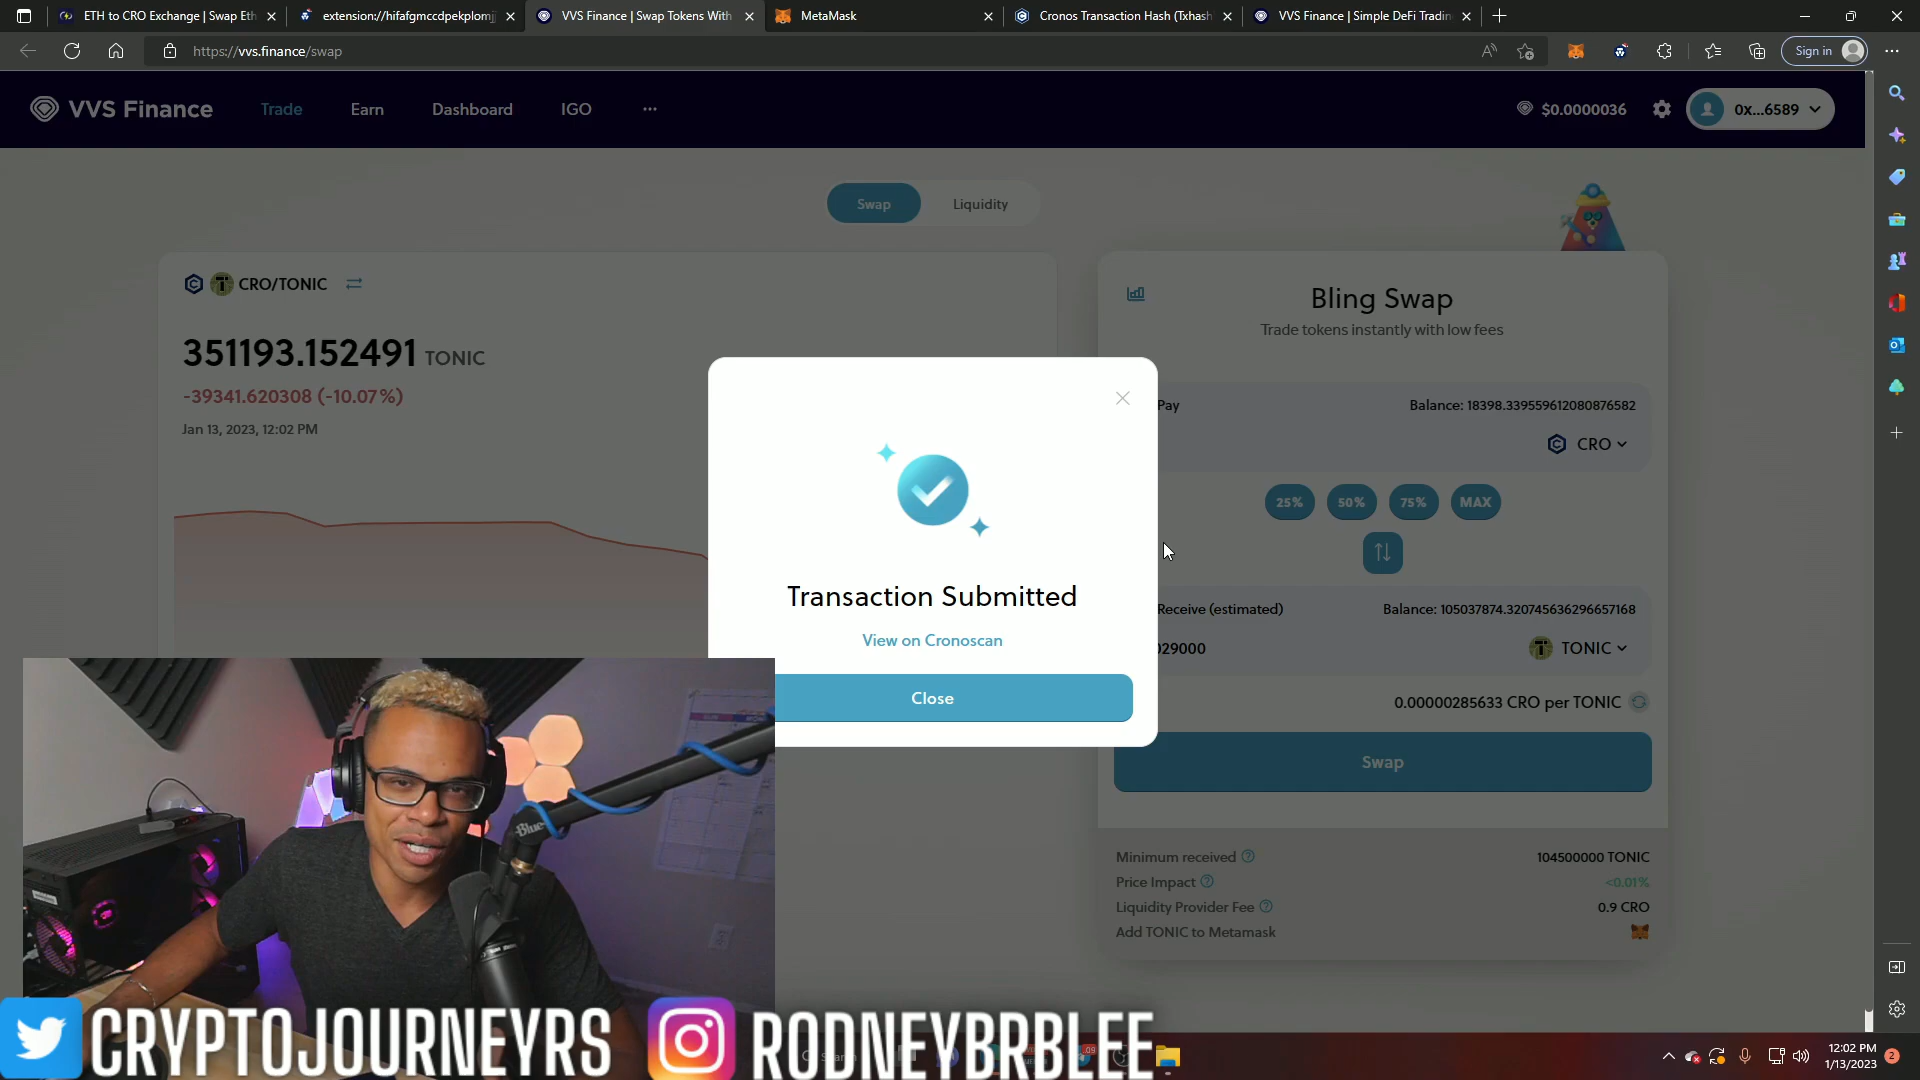 ETH to CRO Exchange | Swap Eth
extension://hifafgmccdpekplomj
VVS Finance | Swap Tokens With
MetaMask
Cronos Transaction Hash (Txhash
VVS Finance | Simple DeFi Tradin
https://vvs.finance/swap
Sign in
VVS Finance
Trade
Earn
Dashboard
IGO
$0.0000036
0x...6589
Swap
Liquidity
CRO/TONIC
351193.152491 TONIC
-39341.620308 (-10.07%)
Jan 13, 2023, 12:02 PM
Bling Swap
Trade tokens instantly with low fees
Pay
Balance: 18398.339559612080876582
CRO
25%
50%
75%
MAX
Receive (estimated)
Balance: 105037874.320745636296657168
029000
TONIC
0.00000285633 CRO per TONIC
Swap
Minimum received
104500000 TONIC
Price Impact
<0.01%
Liquidity Provider Fee
0.9 CRO
Add TONIC to Metamask
Transaction Submitted
View on Cronoscan
Close
Blue
CRYPTOJOURNEYRS
RODNEYBRBLEE
12:02 PM
1/13/2023
2